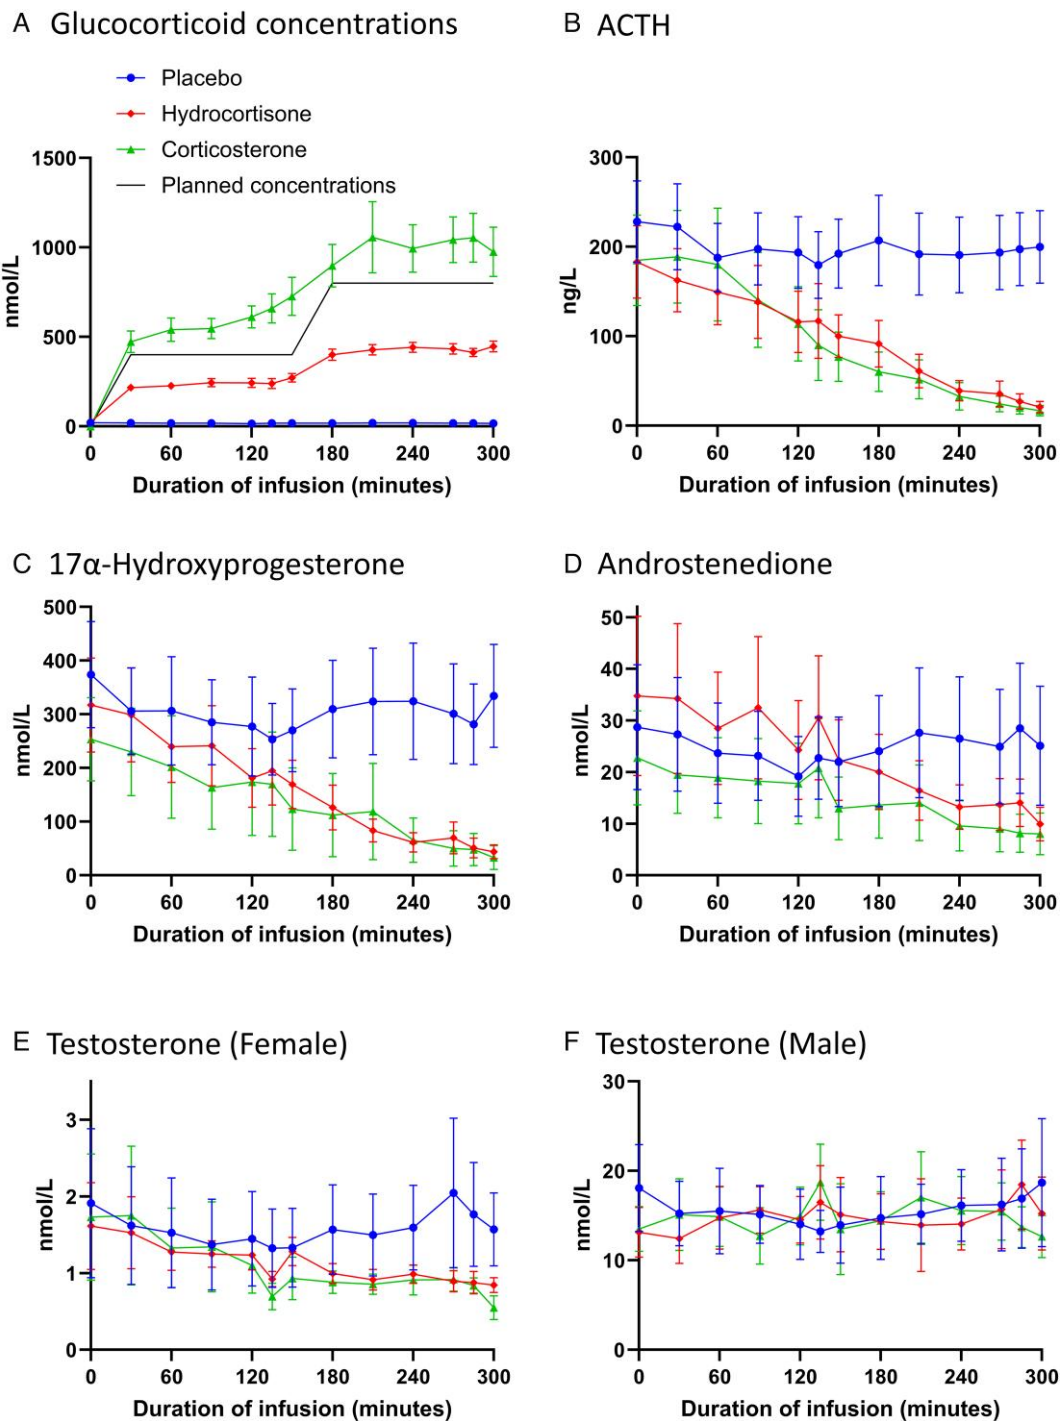 A Glucocorticoid concentrations
Placebo
Hydrocortisone
Corticosterone
Planned concentrations
1500
1000
500
0
nmol/L
0 60 120 180 240 300
Duration of infusion (minutes)
B ACTH
300
200
100
0
ng/L
0 60 120 180 240 300
Duration of infusion (minutes)
C 17α-Hydroxyprogesterone
500
400
300
200
100
0
nmol/L
0 60 120 180 240 300
Duration of infusion (minutes)
D Androstenedione
50
40
30
20
10
0
nmol/L
0 60 120 180 240 300
Duration of infusion (minutes)
E Testosterone (Female)
3
2
1
0
nmol/L
0 60 120 180 240 300
Duration of infusion (minutes)
F Testosterone (Male)
30
20
10
0
nmol/L
0 60 120 180 240 300
Duration of infusion (minutes)